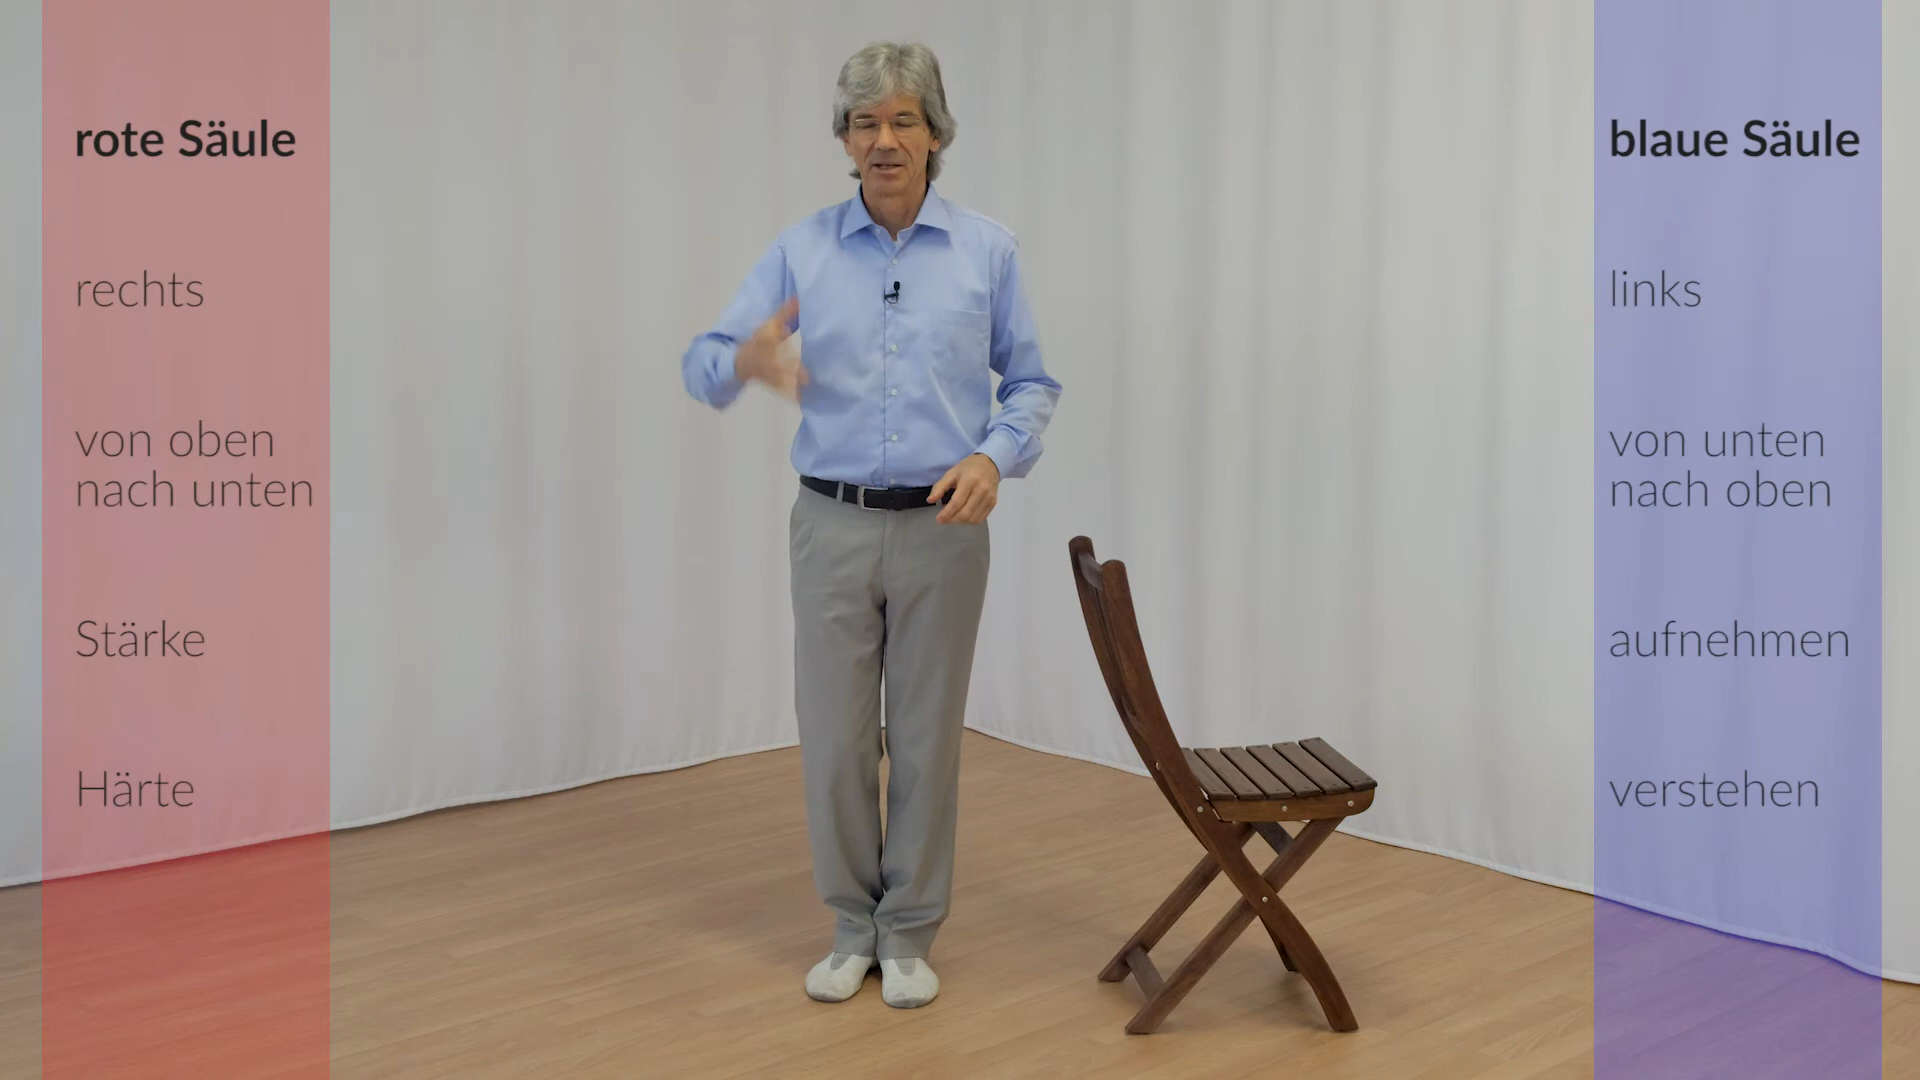 rote Säule
rechts
von oben
nach unten
Stärke
Härte
blaue Säule
links
von unten
nach oben
aufnehmen
verstehen